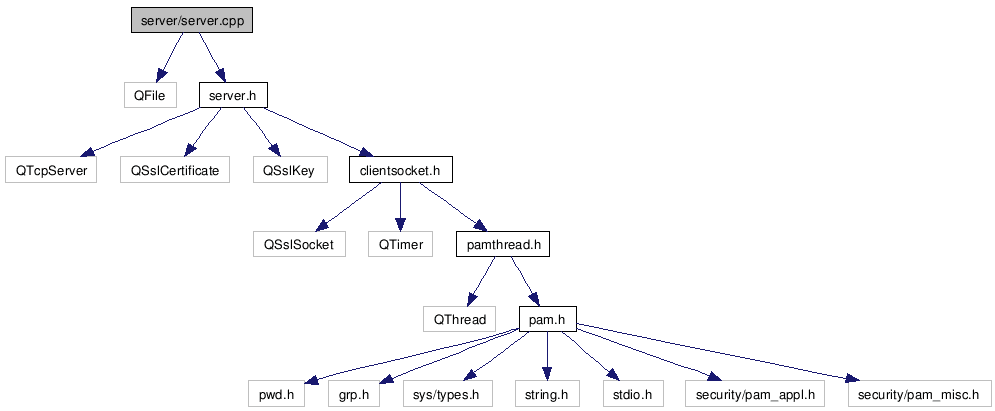 server/server.cpp
QFile
server.h
QTcpServer
QSslCertificate
QSslKey
clientsocket.h
QSslSocket
QTimer
pamthread.h
QThread
pam.h
pwd.h
grp.h
sys/types.h
string.h
stdio.h
security/pam_appl.h
security/pam_misc.h